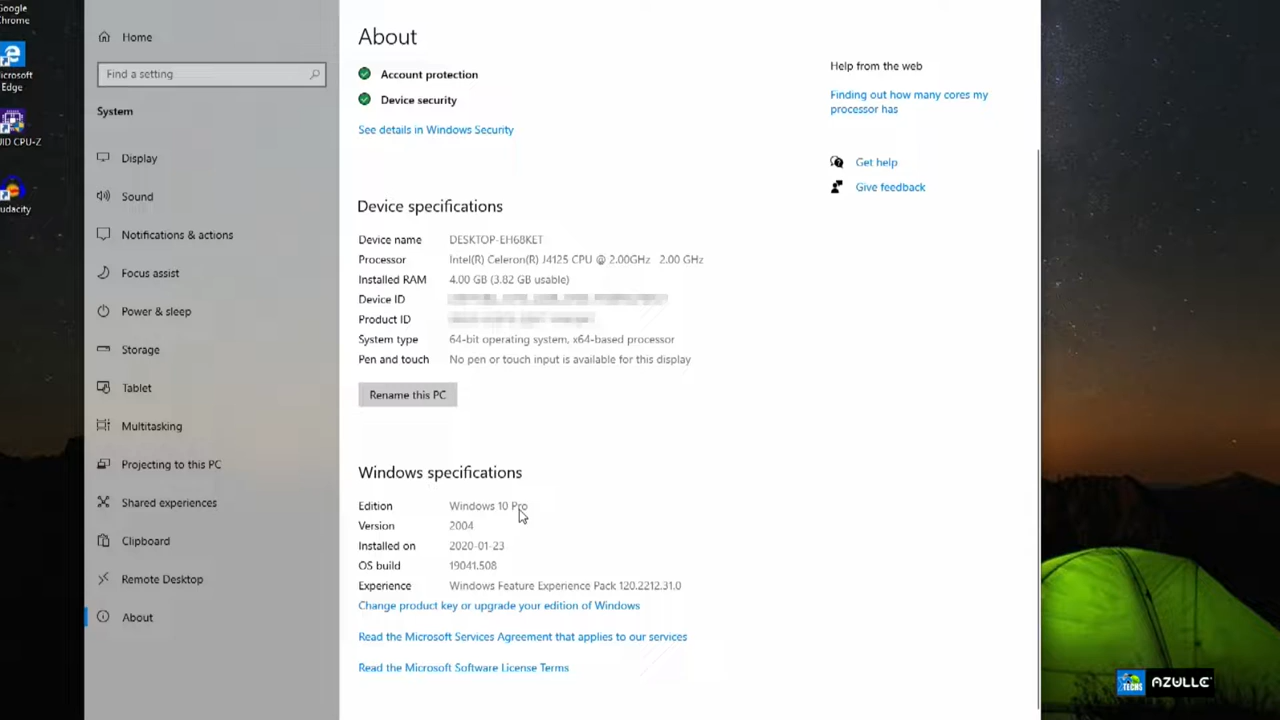 Google
Chrome
Microsoft
Edge
UID CPU-Z
udacity
Home
Find a setting
System
Display
Sound
Notifications & actions
Focus assist
Power & sleep
Storage
Tablet
Multitasking
Projecting to this PC
Shared experiences
Clipboard
Remote Desktop
About
About
Account protection
Device security
See details in Windows Security
Device specifications
Device name DESKTOP-EH68KET
Processor Intel(R) Celeron(R) J4125 CPU @ 2.00GHz 2.00 GHz
Installed RAM 4.00 GB (3.82 GB usable)
Device ID
Product ID
System type 64-bit operating system, x64-based processor
Pen and touch No pen or touch input is available for this display
Rename this PC
Windows specifications
Edition Windows 10 Pro
Version 2004
Installed on 2020-01-23
OS build 19041.508
Experience Windows Feature Experience Pack 120.2212.31.0
Change product key or upgrade your edition of Windows
Read the Microsoft Services Agreement that applies to our services
Read the Microsoft Software License Terms
Help from the web
Finding out how many cores my
processor has
Get help
Give feedback
TECHS AZULLE